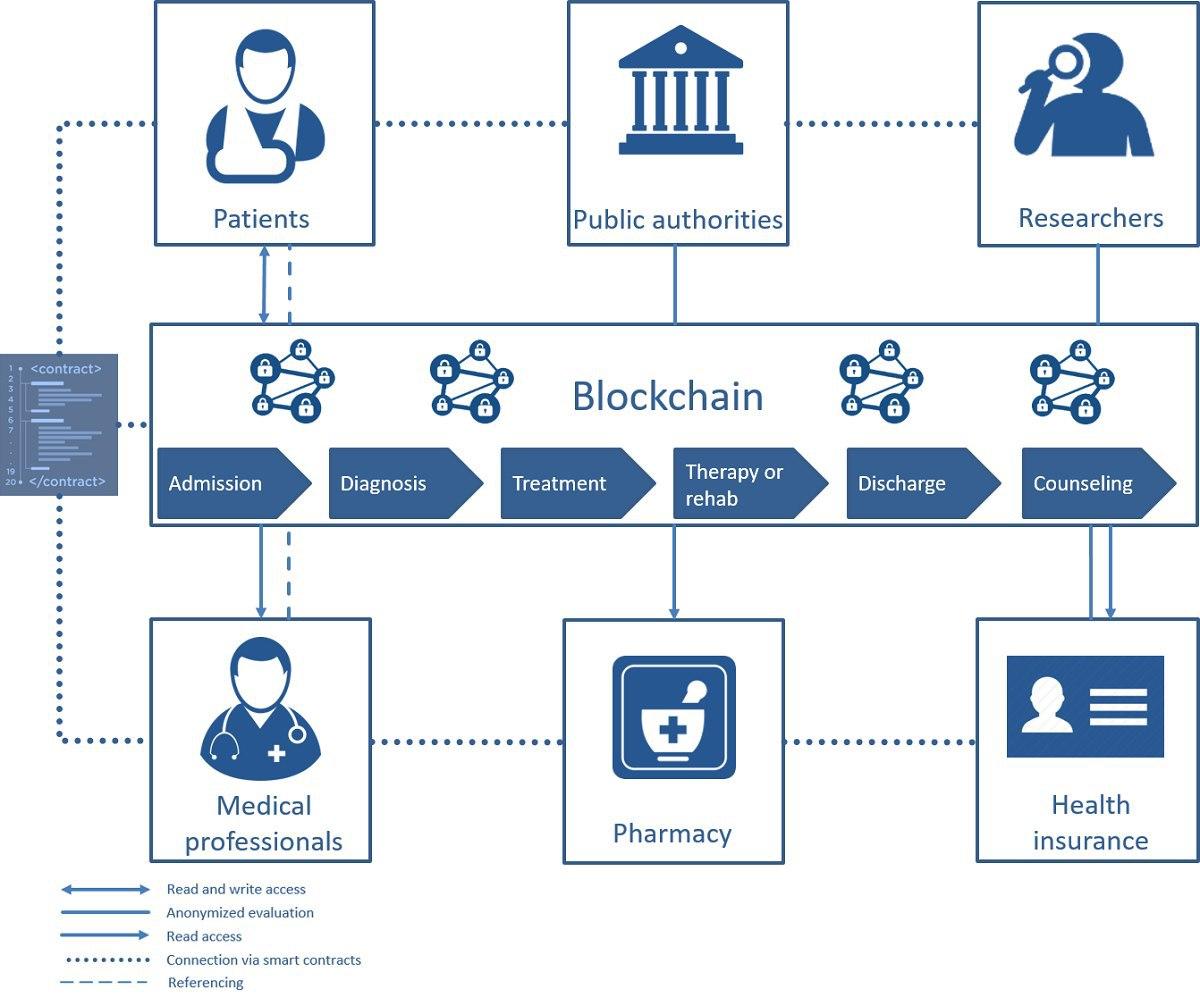 Patients
Public authorities
Researchers
1
2
3
4
5
6
7
.
.
.
19
20
<contract>
</contract>
Blockchain
Admission
Diagnosis
Treatment
Therapy or
rehab
Discharge
Counseling
Medical
professionals
Pharmacy
Health
insurance
Read and write access
Anonymized evaluation
Read access
Connection via smart contracts
Referencing